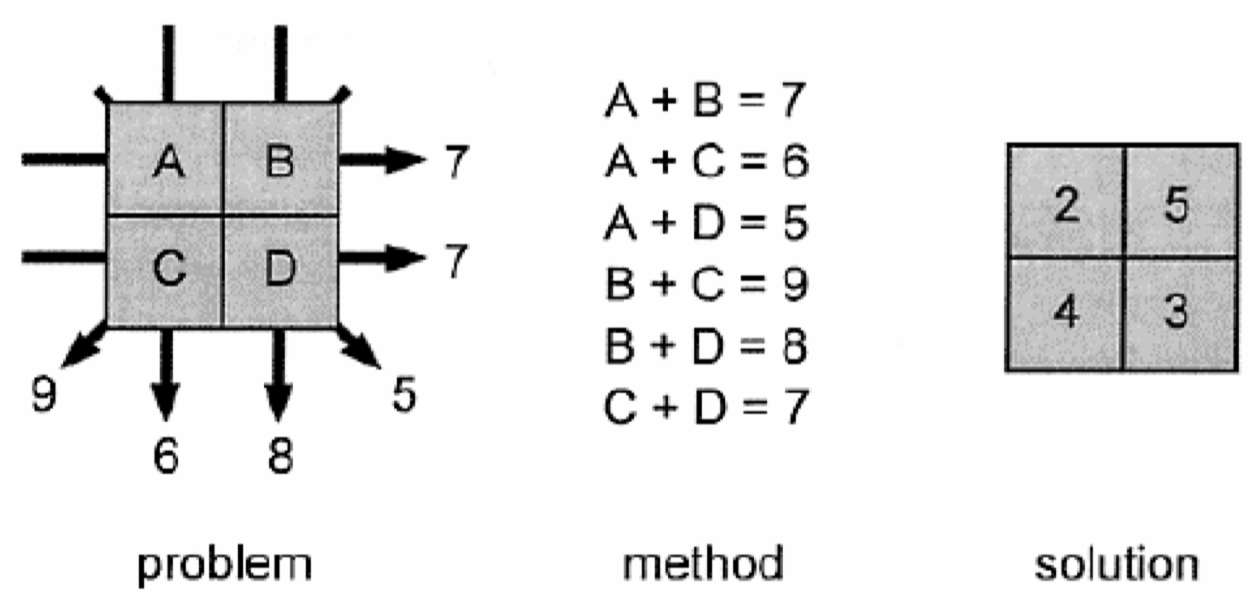 A B 7
C D 7
9 6 8 5
A + B = 7
A + C = 6
A + D = 5
B + C = 9
B + D = 8
C + D = 7
2 5
4 3
problem method solution